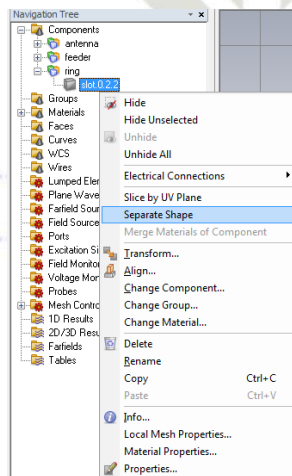 Navigation Tree
Components
antenna
feeder
ring
slot.0.2.2
Groups
Materials
Faces
Curves
WCS
Wires
Lumped Eler
Plane Wave
Farfield Sour
Field Source
Ports
Excitation Si
Field Monitor
Voltage Mor
Probes
Mesh Contro
1D Results
2D/3D Resu
Farfields
Tables
Hide
Hide Unselected
Unhide
Unhide All
Electrical Connections
Slice by UV Plane
Separate Shape
Merge Materials of Component
Transform...
Align...
Change Component...
Change Group...
Change Material...
Delete
Rename
Copy Ctrl+C
Paste Ctrl+V
Info...
Local Mesh Properties...
Material Properties...
Properties...